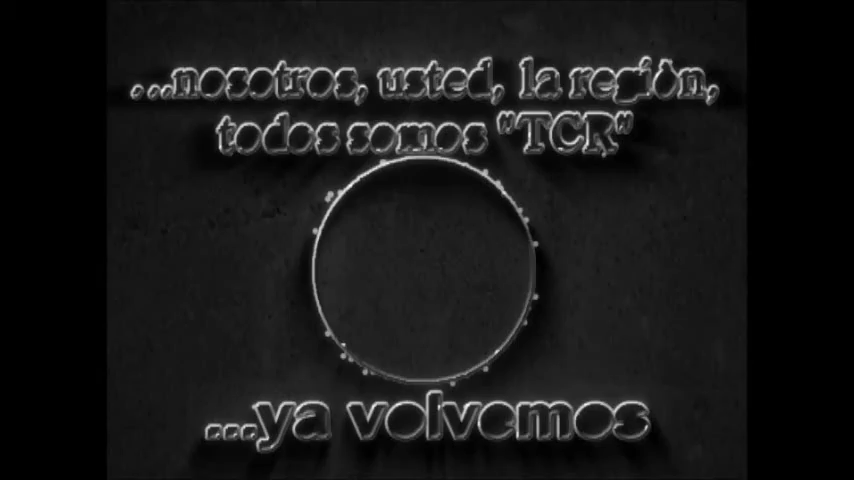 ...nosotros, usted, la región,
todos somos "TCR"
...ya volvemos